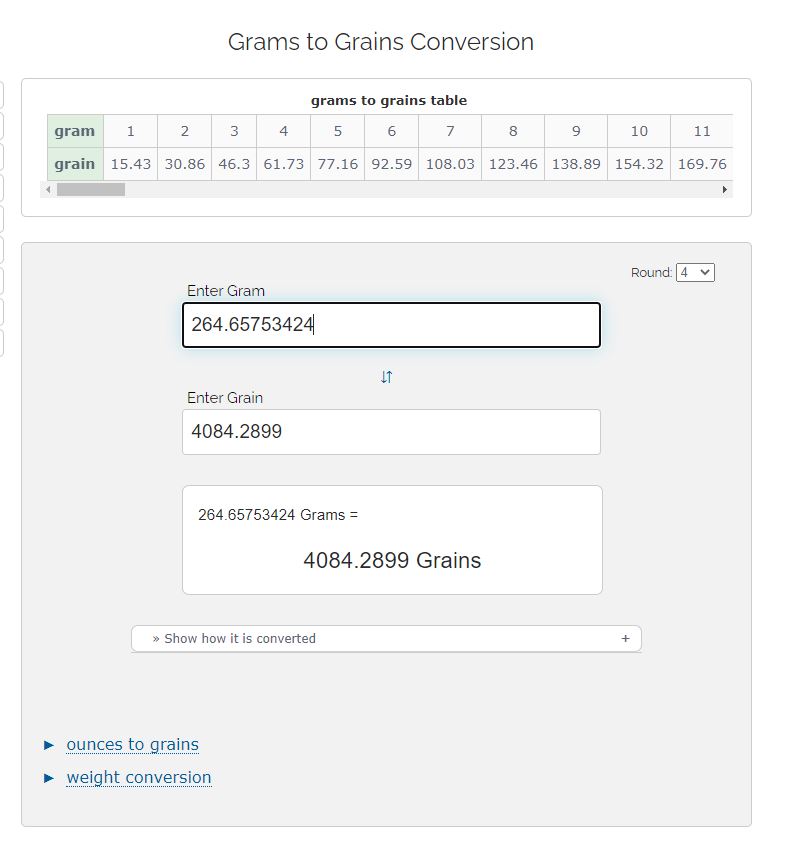 Grams to Grains Conversion
grams to grains table
gram 1 2 3 4 5 6 7 8 9 10 11
grain 15.43 30.86 46.3 61.73 77.16 92.59 108.03 123.46 138.89 154.32 169.76
Round: 4
Enter Gram
264.65753424
Enter Grain
4084.2899
264.65753424 Grams =
4084.2899 Grains
» Show how it is converted +
► ounces to grains
► weight conversion